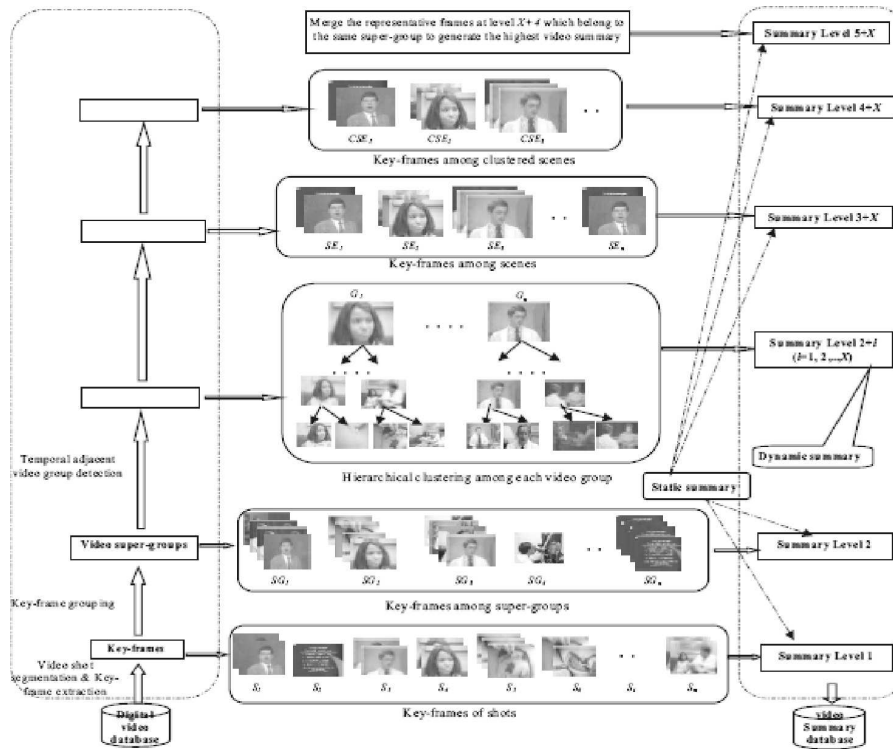 Merge the representative frames at level X+4 which belong to
the same super-group to generate the highest video summary
Summary Level 5+X
CSE1
CSE2
CSE3
. .
Key-frames among clustered scenes
Summary Level 4+X
SE1
SE2
SE3
. .
SEn
Key-frames among scenes
Summary Level 3+X
G1
. . . .
Gn
. . . .
. . . .
Hierarchical clustering among each video group
Summary Level 2+i
(i=1, 2,..,X)
Dynamic summary
Static summary
Temporal adjacent
video group detection
Video super-groups
SG1
SG2
SG3
SG4
. .
SGn
Key-frames among super-groups
Summary Level 2
Key-frame grouping
Key-frames
S1
S2
S3
S4
S5
S6
. .
Sn
Key-frames of shots
Summary Level 1
Video shot
segmentation & Key-
frame extraction
Digital
video
database
video
Summary
database